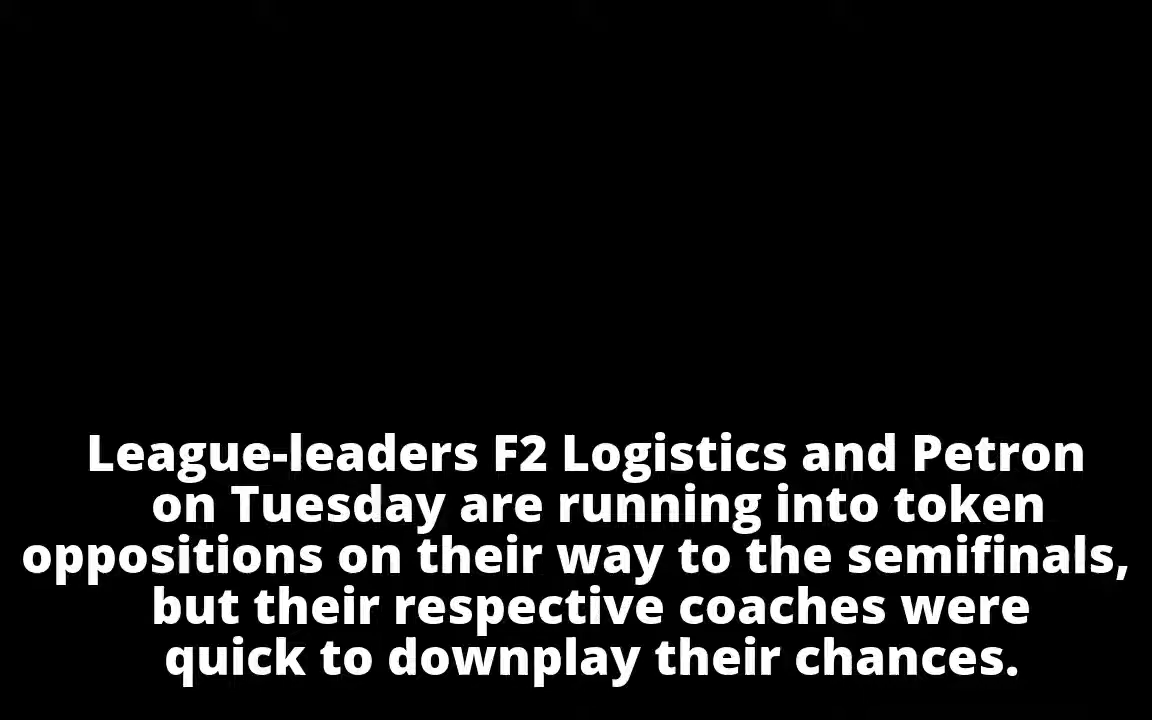 League-leaders F2 Logistics and Petron
on Tuesday are running into token
oppositions on their way to the semifinals,
but their respective coaches were
quick to downplay their chances.